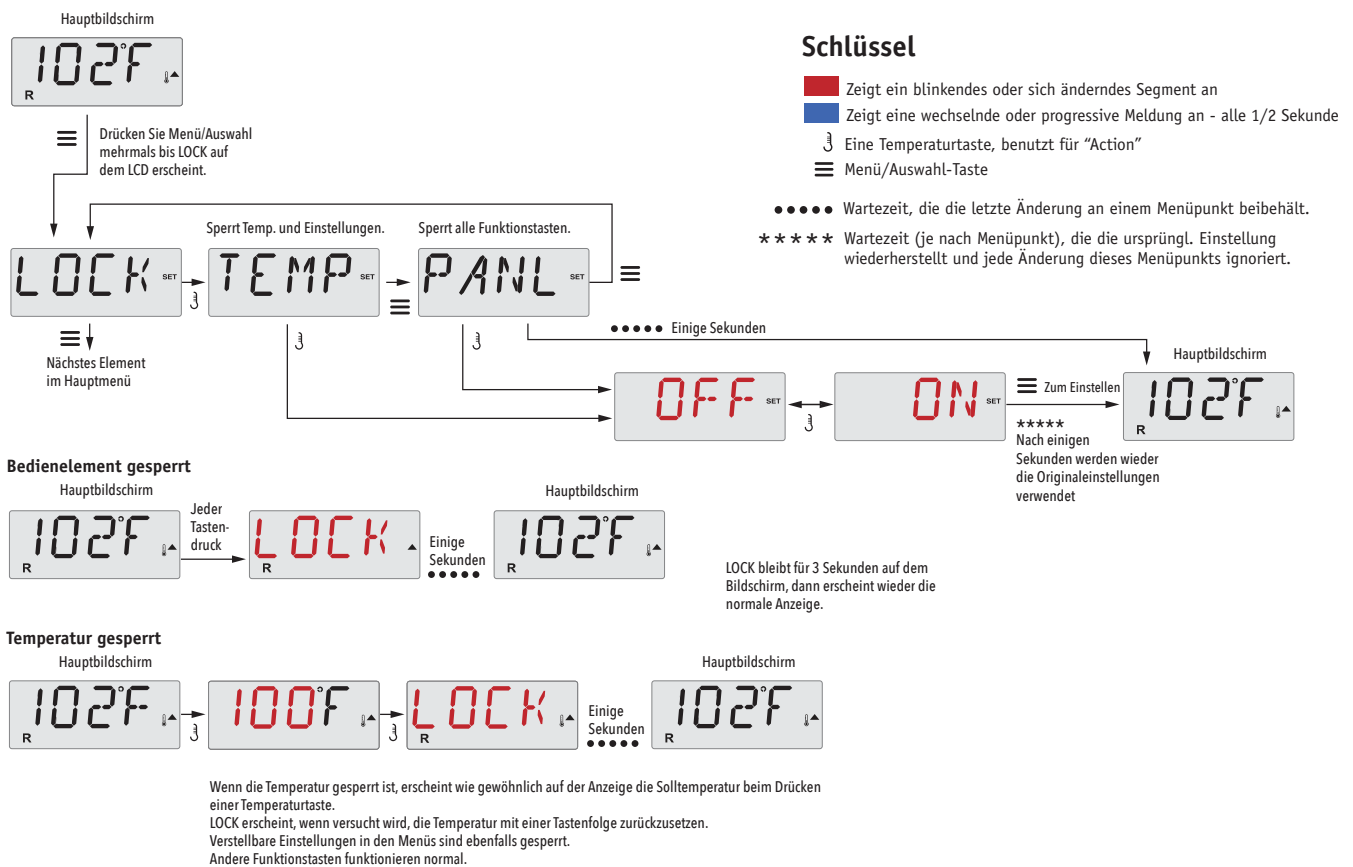 Hauptbildschirm
102°F
R
Drücken Sie Menü/Auswahl
mehrmals bis LOCK auf
dem LCD erscheint.
Schlüssel
Zeigt ein blinkendes oder sich änderndes Segment an
Zeigt eine wechselnde oder progressive Meldung an - alle 1/2 Sekunde
Eine Temperaturtaste, benutzt für “Action”
Menü/Auswahl-Taste
••••• Wartezeit, die die letzte Änderung an einem Menüpunkt beibehält.
***** Wartezeit (je nach Menüpunkt), die die ursprüngl. Einstellung
wiederherstellt und jede Änderung dieses Menüpunkts ignoriert.
Sperrt Temp. und Einstellungen.
Sperrt alle Funktionstasten.
LOCK SET
TEMP SET
PANL SET
Nächstes Element
im Hauptmenü
••••• Einige Sekunden
Hauptbildschirm
OFF SET
ON SET
Zum Einstellen
102°F
R
*****
Nach einigen
Sekunden werden wieder
die Originaleinstellungen
verwendet
Bedienelement gesperrt
Hauptbildschirm
102°F
R
Jeder
Tasten-
druck
LOCK
R
Einige
Sekunden
•••••
Hauptbildschirm
102°F
R
LOCK bleibt für 3 Sekunden auf dem
Bildschirm, dann erscheint wieder die
normale Anzeige.
Temperatur gesperrt
Hauptbildschirm
102°F
R
100°F
LOCK
R
Einige
Sekunden
•••••
Hauptbildschirm
102°F
R
Wenn die Temperatur gesperrt ist, erscheint wie gewöhnlich auf der Anzeige die Solltemperatur beim Drücken
einer Temperaturtaste.
LOCK erscheint, wenn versucht wird, die Temperatur mit einer Tastenfolge zurückzusetzen.
Verstellbare Einstellungen in den Menüs sind ebenfalls gesperrt.
Andere Funktionstasten funktionieren normal.